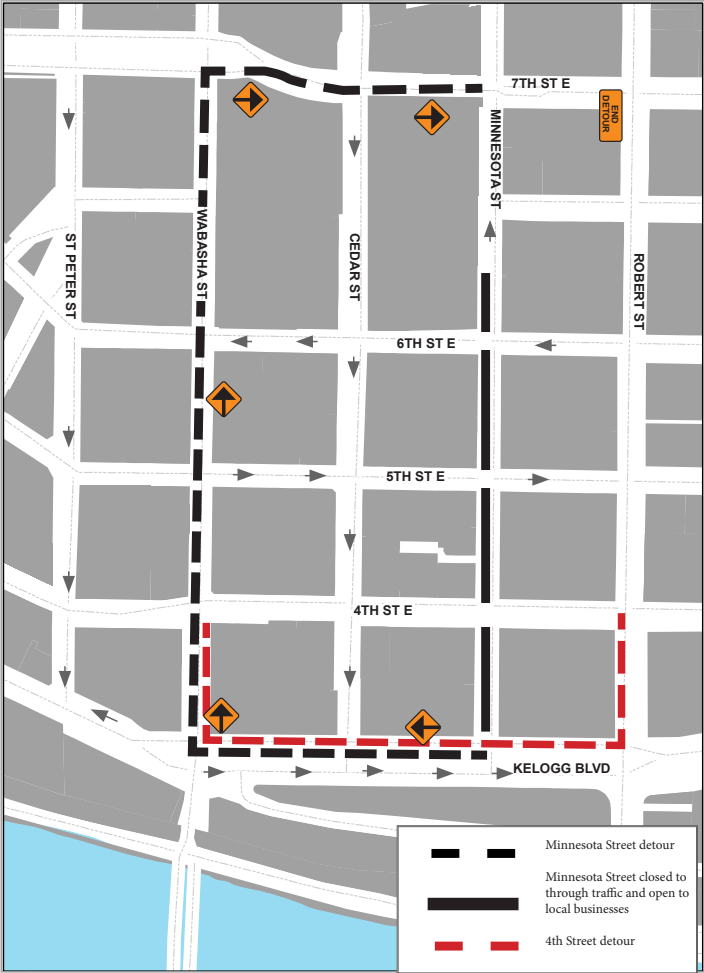 7TH ST E
END
DETOUR
MINNESOTA ST
WABASHA ST
ST PETER ST
CEDAR ST
ROBERT ST
6TH ST E
5TH ST E
4TH ST E
KELOGG BLVD
Minnesota Street detour
Minnesota Street closed to
through traffic and open to
local businesses
4th Street detour